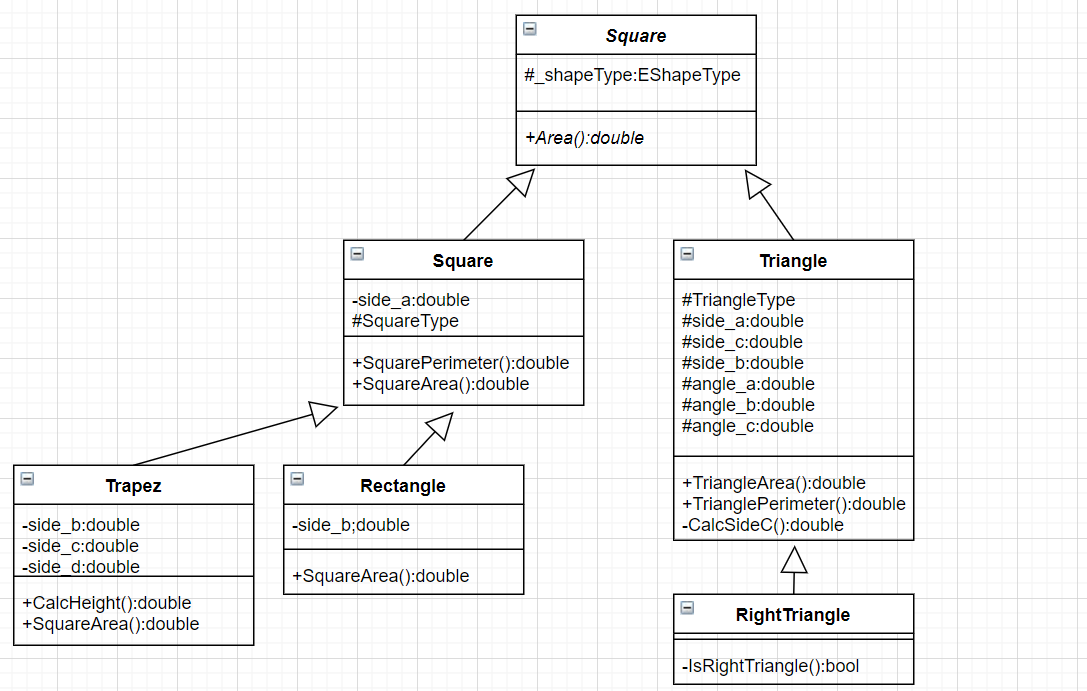 Square
#_shapeType:EShapeType
+Area():double
Square
-side_a:double
#SquareType
+SquarePerimeter():double
+SquareArea():double
Triangle
#TriangleType
#side_a:double
#side_c:double
#side_b:double
#angle_a:double
#angle_b:double
#angle_c:double
+TriangleArea():double
+TrianglePerimeter():double
-CalcSideC():double
Trapez
-side_b:double
-side_c:double
-side_d:double
+CalcHeight():double
+SquareArea():double
Rectangle
-side_b;double
+SquareArea():double
RightTriangle
-IsRightTriangle():bool